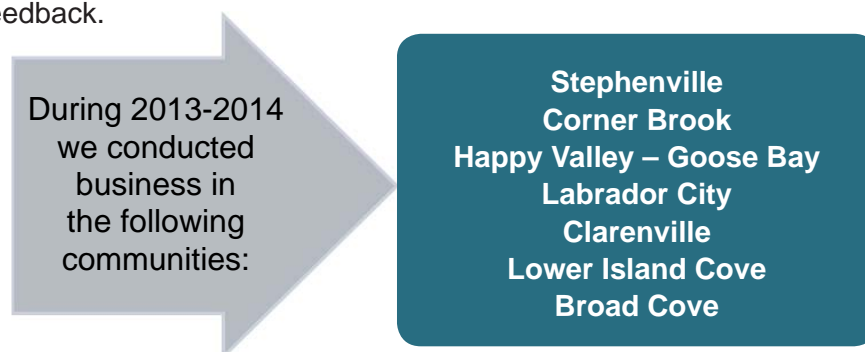 eedback.
During 2013-2014
we conducted
business in
the following
communities:
Stephenville
Corner Brook
Happy Valley – Goose Bay
Labrador City
Clarenville
Lower Island Cove
Broad Cove